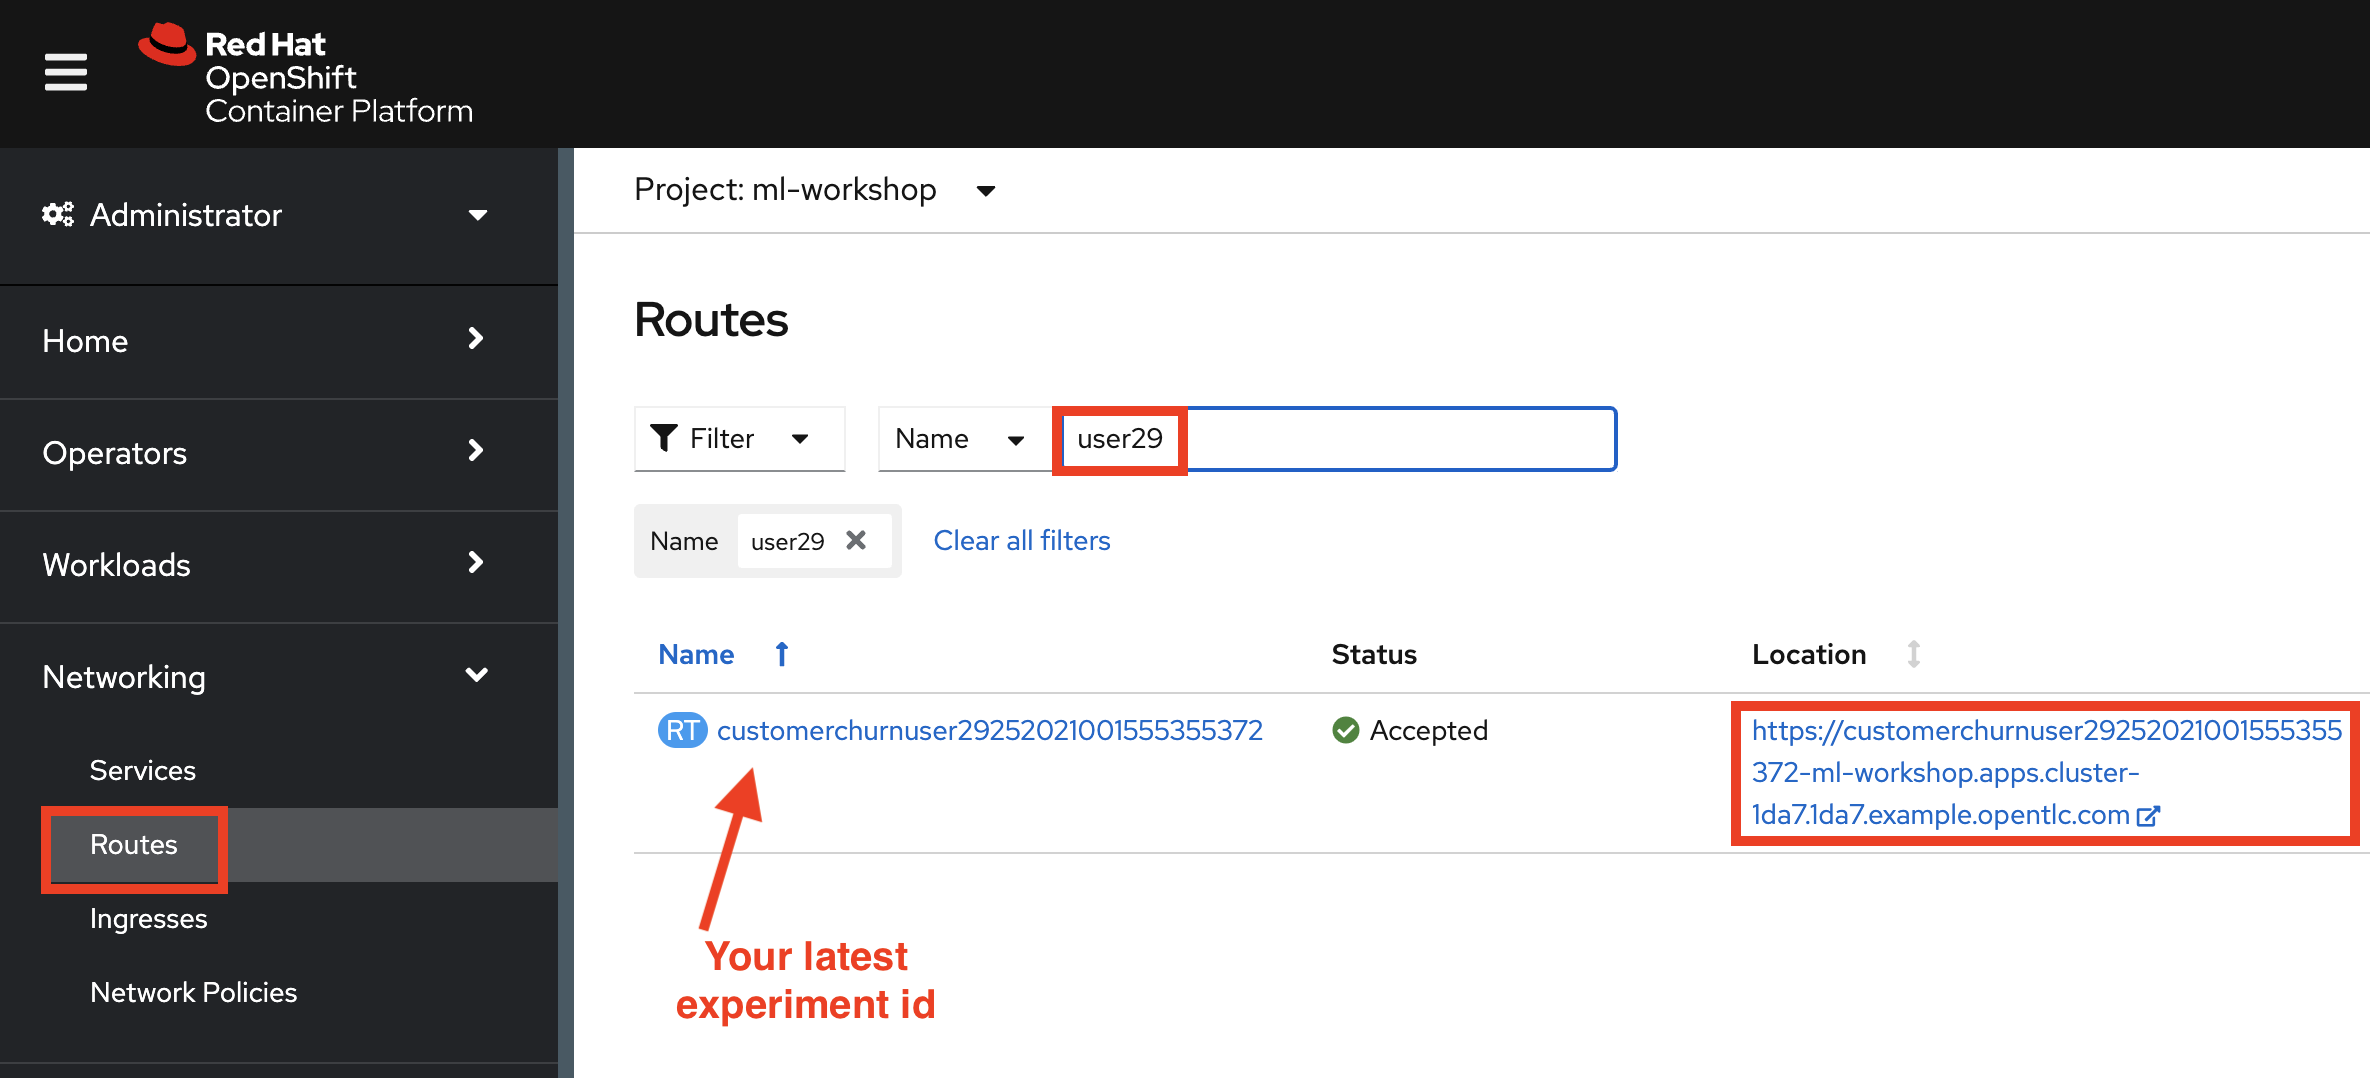 Red Hat
OpenShift
Container Platform
Administrator
Home
Operators
Workloads
Networking
Services
Routes
Ingresses
Network Policies
Project: ml-workshop
Routes
Filter
Name
user29
Name
user29
Clear all filters
Name
Status
Location
RT
customerchurnuser29252021001555355372
Accepted
https://customerchurnuser29252021001555355
372-ml-workshop.apps.cluster-
1da7.1da7.example.opentlc.com
Your latest
experiment id